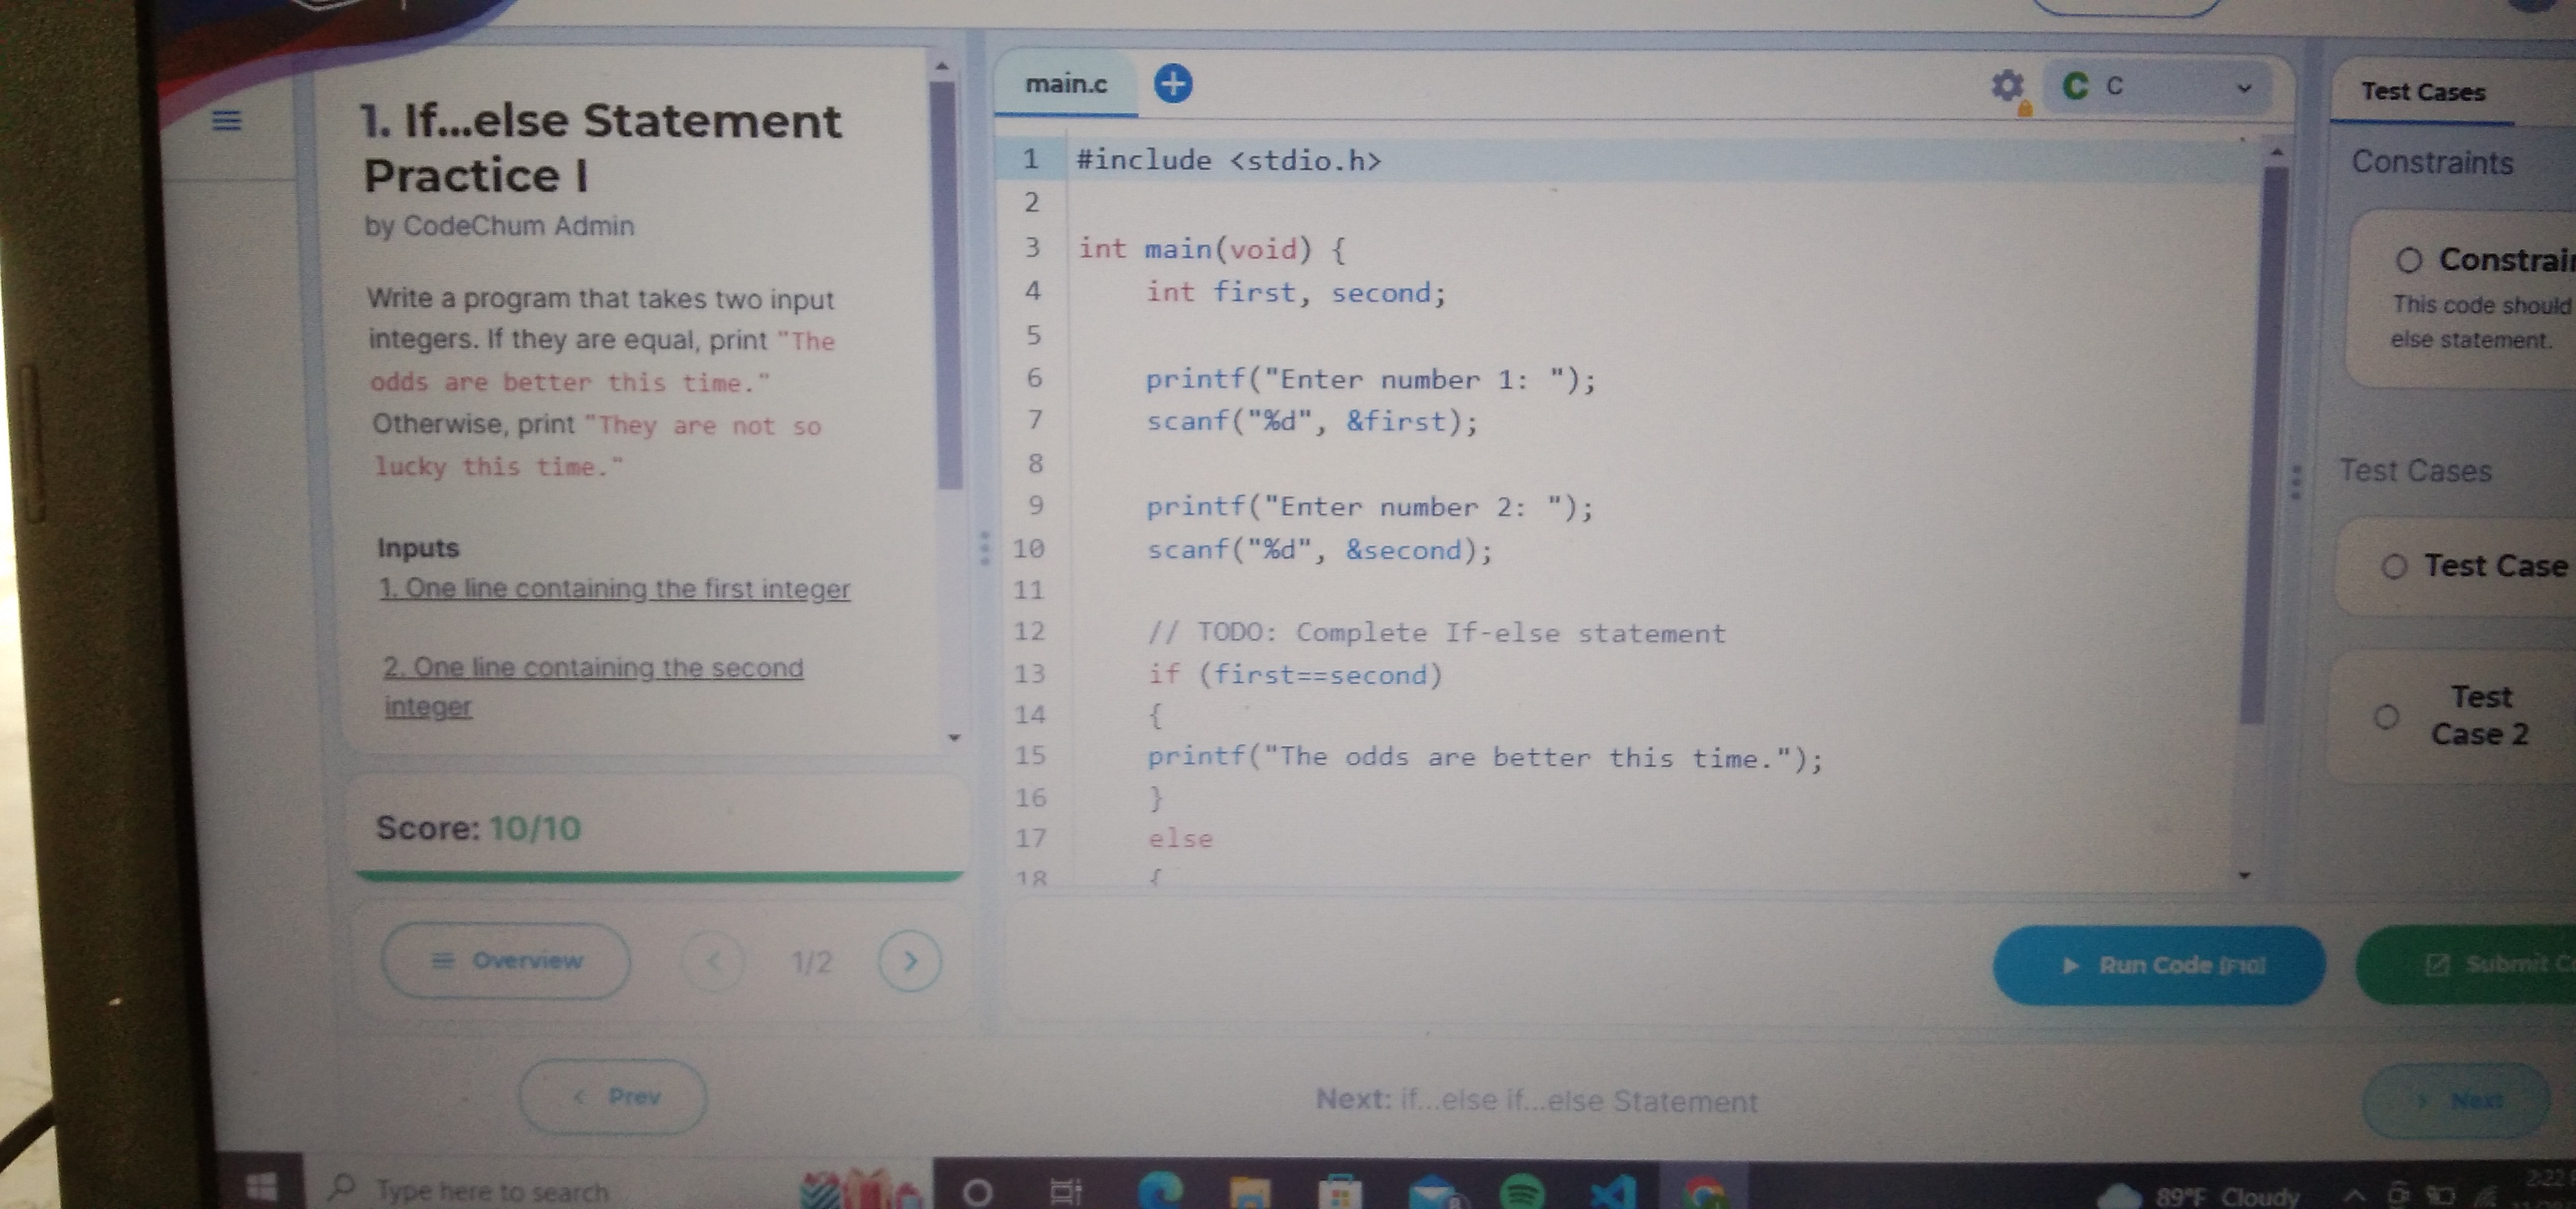 1. If...else Statement
Practice I
by CodeChum Admin
Write a program that takes two input
integers. If they are equal, print "The
odds are better this time."
Otherwise, print "They are not so
lucky this time."
Inputs
1. One line containing the first integer
2. One line containing the second
integer
Score: 10/10
Overview
1/2
main.c
C
1 #include <stdio.h>
2
3 int main(void) {
4 int first, second;
5
6 printf("Enter number 1: ");
7 scanf("%d", &first);
8
9 printf("Enter number 2: ");
10 scanf("%d", &second);
11
12 // TODO: Complete If-else statement
13 if (first==second)
14 {
15 printf("The odds are better this time.");
16 }
17 else
18 {
Run Code [F10]
Submit
Test Cases
Constraints
This code should
else statement.
Test Cases
Test Case
Test
Case 2
Prev
Next: if...else if...else Statement
Next
Type here to search
89°F Cloudy
2:22